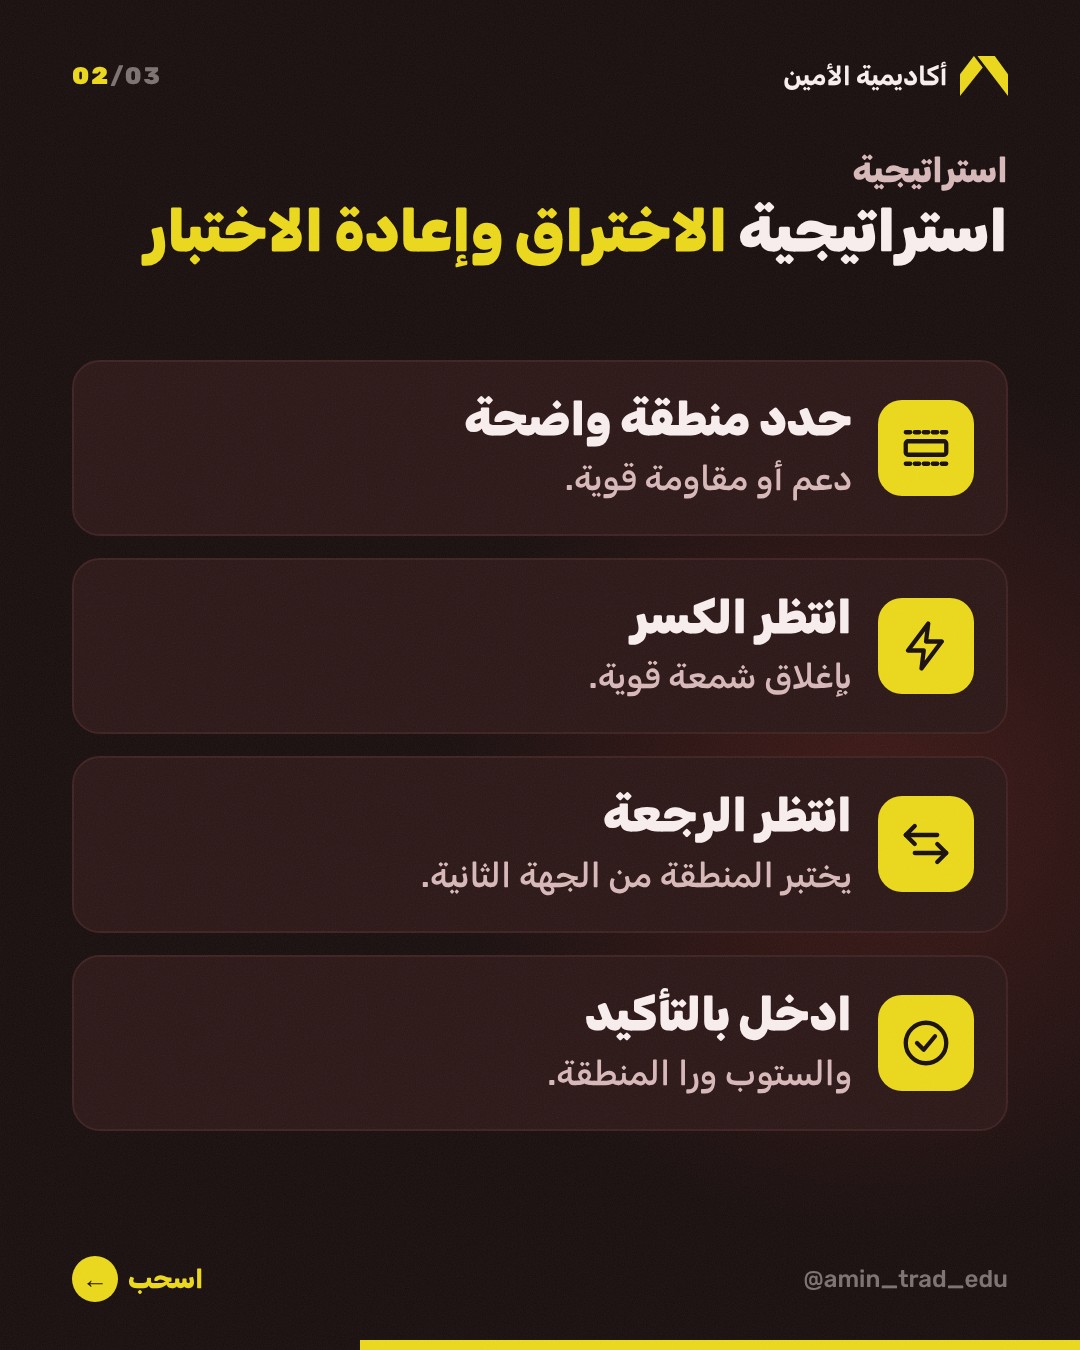 أكاديمية الأمين
02/03
استراتيجية
استراتيجية الاختراق وإعادة الاختبار
حدد منطقة واضحة
دعم أو مقاومة قوية.
انتظر الكسر
بإغلاق شمعة قوية.
انتظر الرجعة
يختبر المنطقة من الجهة الثانية.
ادخل بالتأكيد
والستوب ورا المنطقة.
@amin_trad_edu
اسحب ←